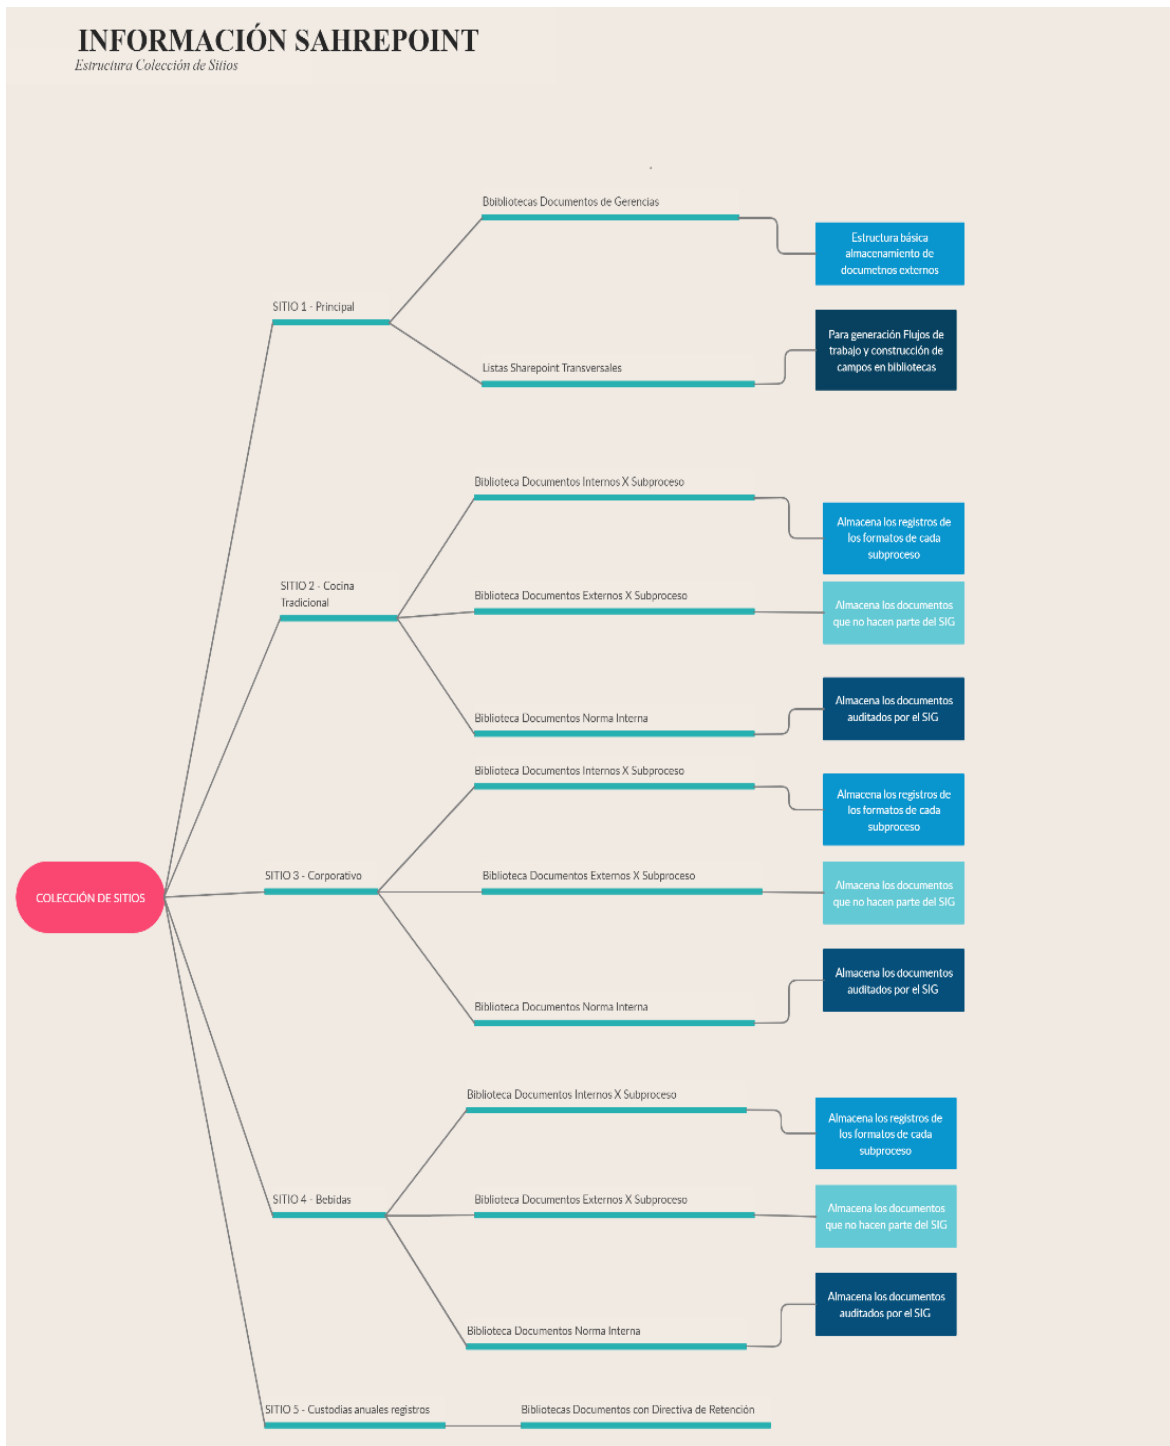 INFORMACIÓN SAHREPOINT
Estructura Colección de Sitios
Bbibliotecas Documentos de Gerencias
Estructura básica
almacenamiento de
documetnos externos
SITIO 1 - Principal
Para generación Flujos de
trabajo y construcción de
campos en bibliotecas
Listas Sharepoint Transversales
Biblioteca Documentos Internos X Subproceso
Almacena los registros de
los formatos de cada
subproceso
SITIO 2 - Cocina
Tradicional
Biblioteca Documentos Externos X Subproceso
Almacena los documentos
que no hacen parte del SIG
Biblioteca Documentos Norma Interna
Almacena los documentos
auditados por el SIG
Biblioteca Documentos Internos X Subproceso
Almacena los registros de
los formatos de cada
subproceso
COLECCIÓN DE SITIOS
SITIO 3 - Corporativo
Biblioteca Documentos Externos X Subproceso
Almacena los documentos
que no hacen parte del SIG
Biblioteca Documentos Norma Interna
Almacena los documentos
auditados por el SIG
Biblioteca Documentos Internos X Subproceso
Almacena los registros de
los formatos de cada
subproceso
SITIO 4 - Bebidas
Biblioteca Documentos Externos X Subproceso
Almacena los documentos
que no hacen parte del SIG
Biblioteca Documentos Norma Interna
Almacena los documentos
auditados por el SIG
SITIO 5 - Custodias anuales registros
Bibliotecas Documentos con Directiva de Retención